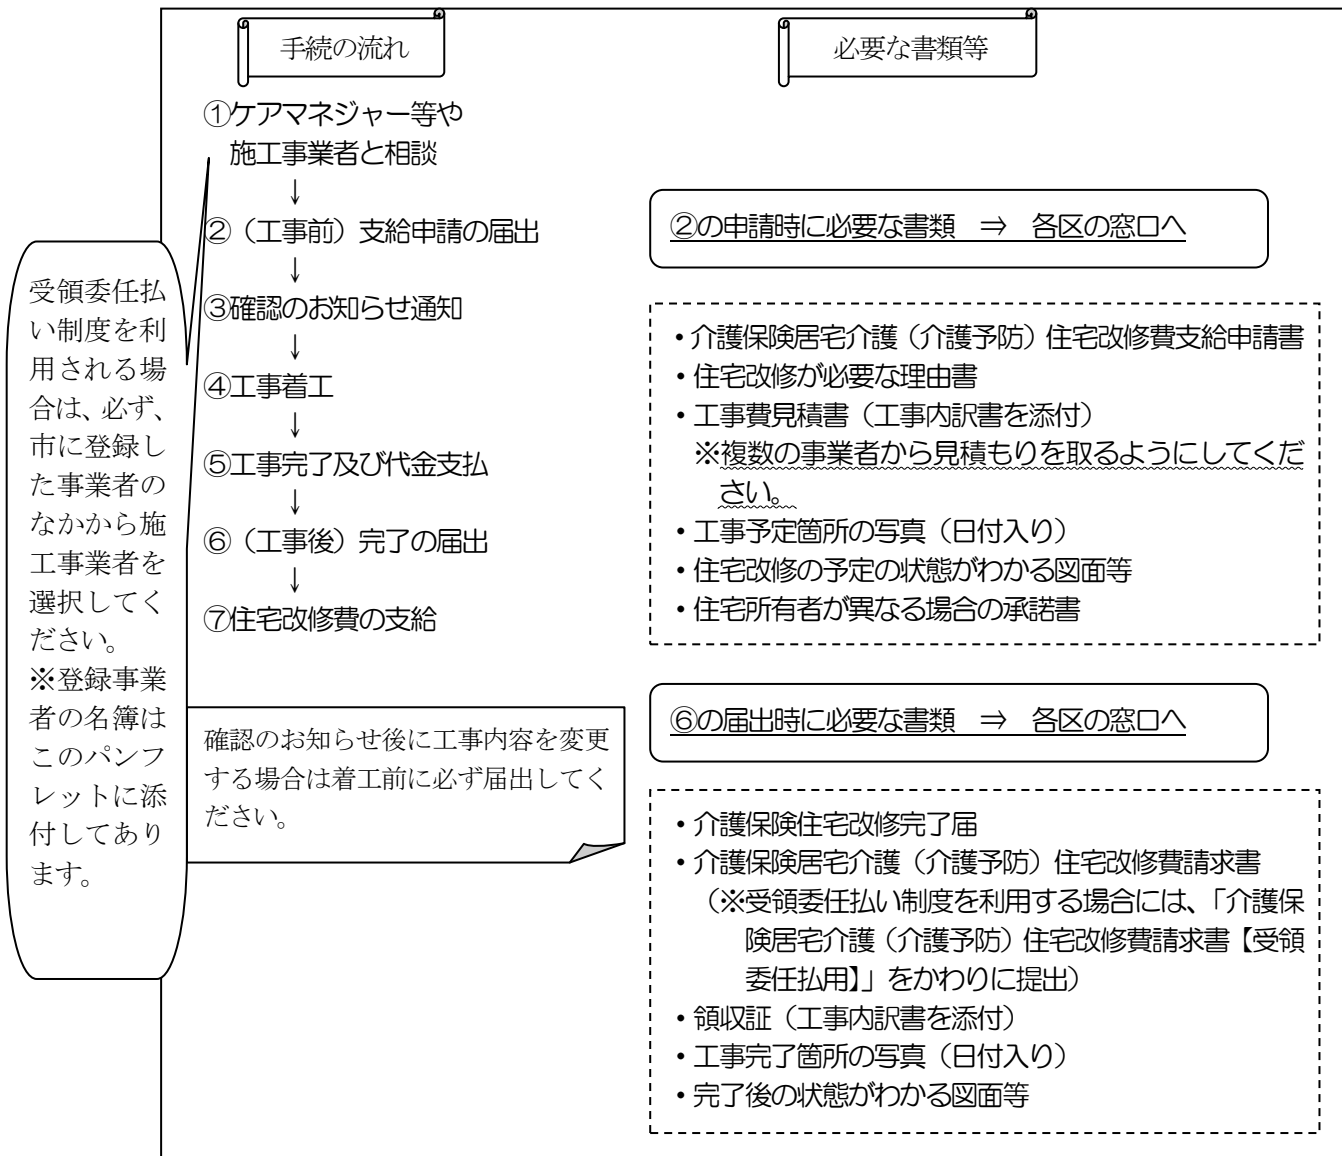 手続の流れ
①ケアマネジャー等や
施工事業者と相談
↓
②（工事前）支給申請の届出
↓
③確認のお知らせ通知
↓
④工事着工
↓
⑤工事完了及び代金支払
↓
⑥（工事後）完了の届出
↓
⑦住宅改修費の支給
受領委任払
い制度を利
用される場
合は、必ず、
市に登録し
た事業者の
なかから施
工事業者を
選択してく
ださい。
※登録事業
者の名簿は
このパンフ
レットに添
付してあり
ます。
確認のお知らせ後に工事内容を変更
する場合は着工前に必ず届出してく
ださい。
必要な書類等
②の申請時に必要な書類　⇒　各区の窓口へ
・介護保険居宅介護（介護予防）住宅改修費支給申請書
・住宅改修が必要な理由書
・工事費見積書（工事内訳書を添付）
※複数の事業者から見積もりを取るようにしてくだ
さい。
・工事予定箇所の写真（日付入り）
・住宅改修の予定の状態がわかる図面等
・住宅所有者が異なる場合の承諾書
⑥の届出時に必要な書類　⇒　各区の窓口へ
・介護保険住宅改修完了届
・介護保険居宅介護（介護予防）住宅改修費請求書
（※受領委任払い制度を利用する場合には、「介護保
険居宅介護（介護予防）住宅改修費請求書【受領
委任払用】」をかわりに提出）
・領収証（工事内訳書を添付）
・工事完了箇所の写真（日付入り）
・完了後の状態がわかる図面等